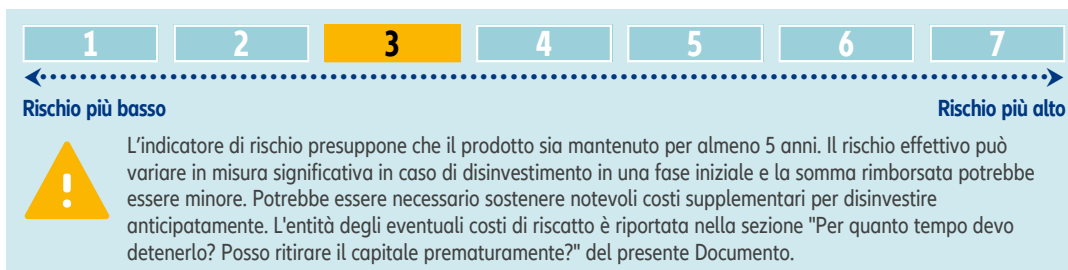 1 2 3 4 5 6 7
Rischio più basso Rischio più alto
L'indicatore di rischio presuppone che il prodotto sia mantenuto per almeno 5 anni. Il rischio effettivo può
variare in misura significativa in caso di disinvestimento in una fase iniziale e la somma rimborsata potrebbe
essere minore. Potrebbe essere necessario sostenere notevoli costi supplementari per disinvestire
anticipatamente. L'entità degli eventuali costi di riscatto è riportata nella sezione "Per quanto tempo devo
detenerlo? Posso ritirare il capitale prematuramente?" del presente Documento.